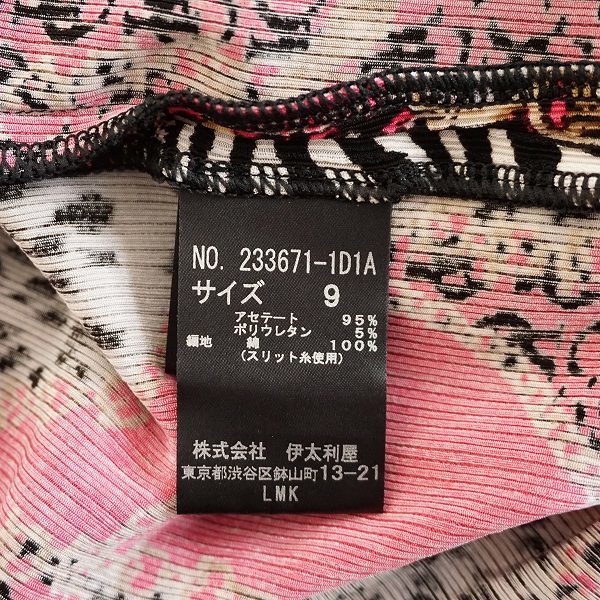 NO. 233671-1D1A
サイズ 9
アセテート 95%
ポリウレタン 5%
細地 綿 100%
(スリット糸使用)
株式会社 伊太利屋
東京都渋谷区鉢山町13-21
LMK